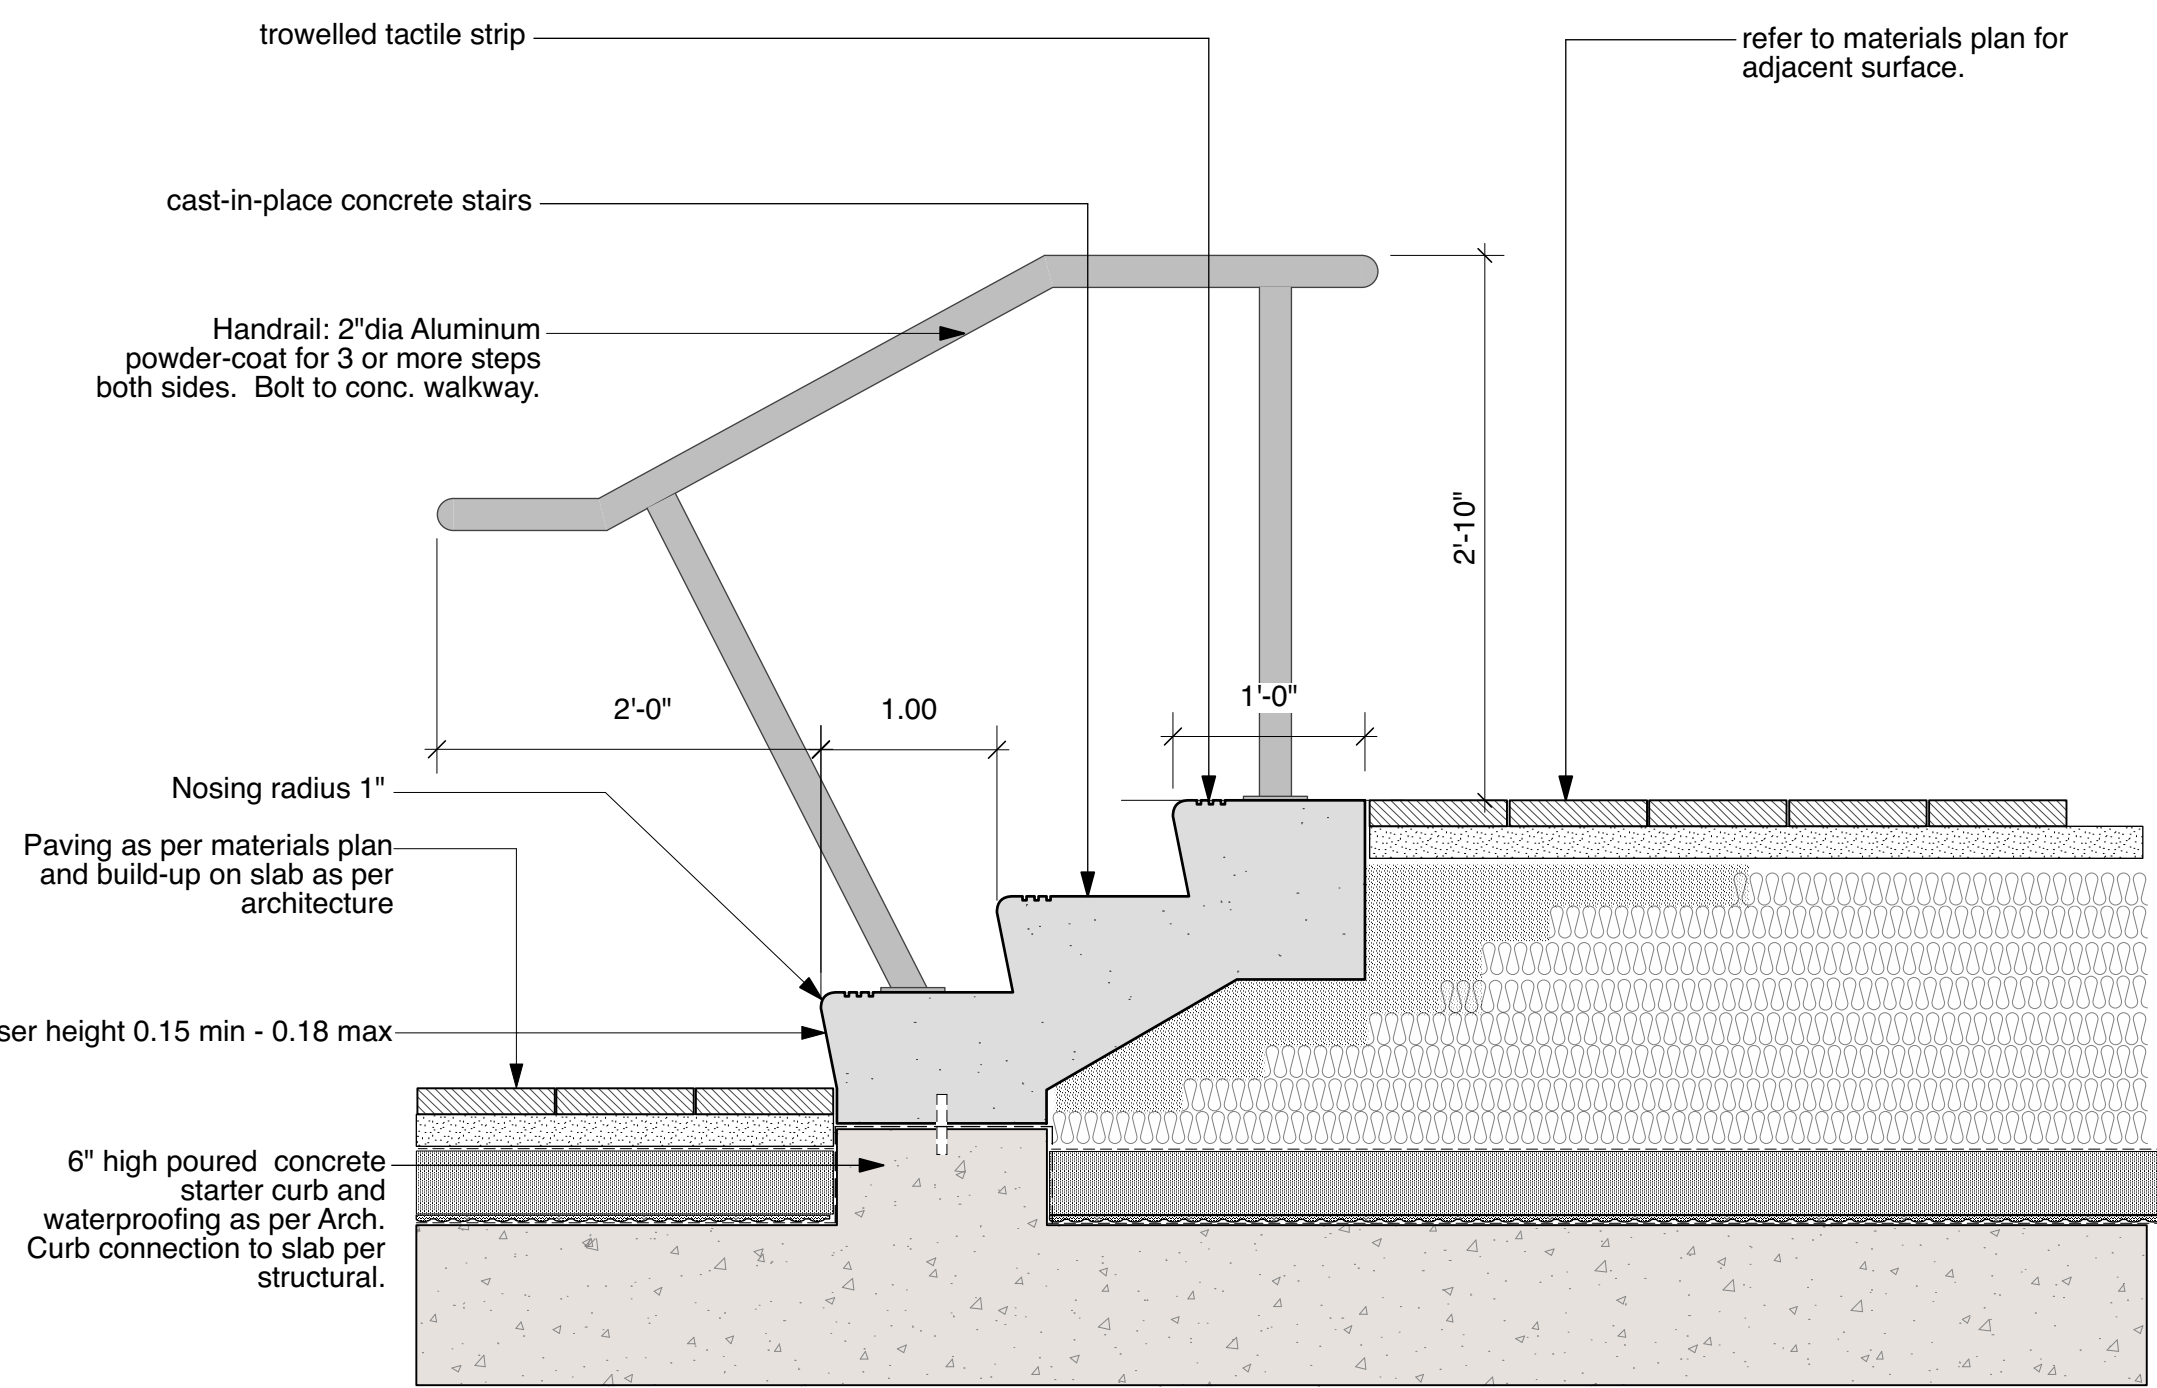 trowelled tactile strip
refer to materials plan for
adjacent surface.
cast-in-place concrete stairs
Handrail: 2"dia Aluminum
powder-coat for 3 or more steps
both sides.  Bolt to conc. walkway.
2'-10"
1'-0"
2'-0"
1.00
Nosing radius 1"
Paving as per materials plan
and build-up on slab as per
architecture
height 0.15 min - 0.18 max
6" high poured  concrete
starter curb and
waterproofing as per Arch.
Curb connection to slab per
structural.